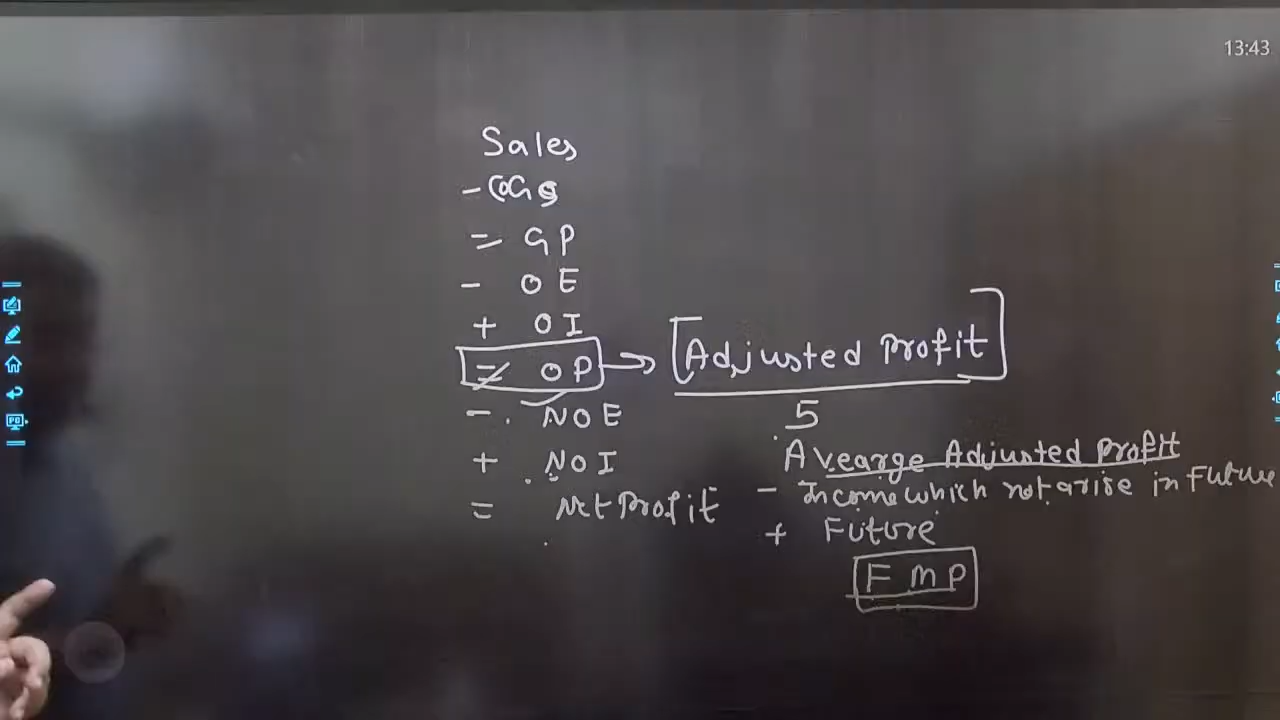 13:43
Sales
- COGS
= GP
- OE
+ OI
= OP → [Adjusted Profit]
5
- NOE
Avearge Adjusted Profit
+ NOI
- Income which not arise in Future
= Net Profit
+ Future
FMP